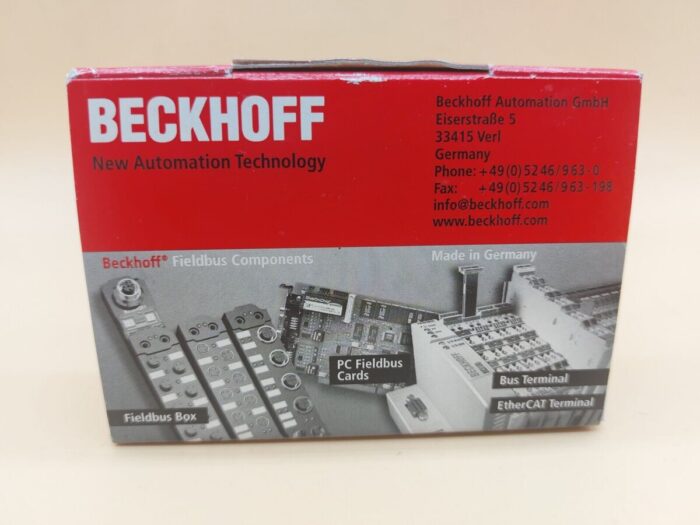 BECKHOFF
New Automation Technology
Beckhoff Automation GmbH
Eiserstraße 5
33415 Verl
Germany
Phone: +49(0)5246/963-0
Fax: +49(0)5246/963-198
info@beckhoff.com
www.beckhoff.com
Beckhoff® Fieldbus Components
Made in Germany
PC Fieldbus
Cards
Fieldbus Box
BECKHOFF
Bus Terminal
EtherCAT Terminal